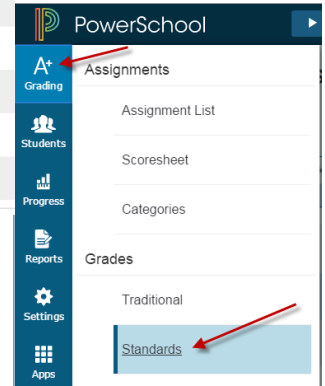 PowerSchool
A+
Grading
Students
Progress
Reports
Settings
Apps
Assignments
Assignment List
Scoresheet
Categories
Grades
Traditional
Standards